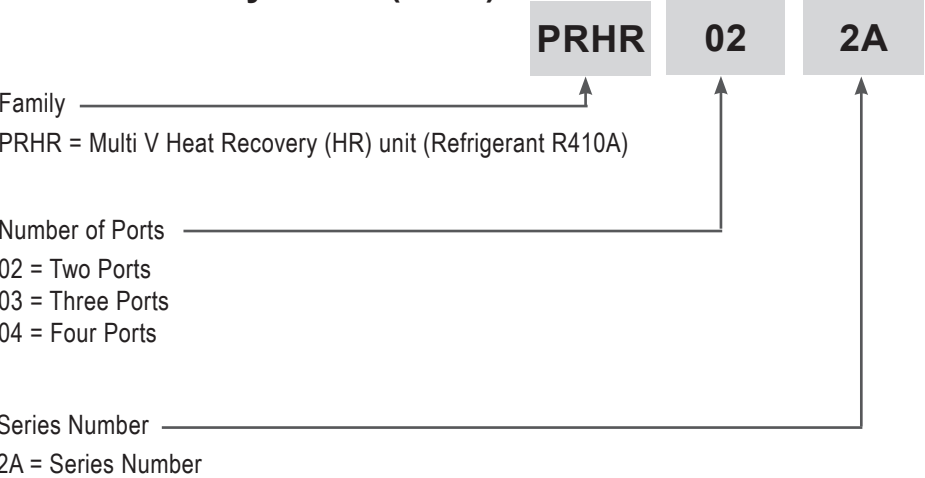 PRHR 02 2A
Family
PRHR = Multi V Heat Recovery (HR) unit (Refrigerant R410A)
Number of Ports
02 = Two Ports
03 = Three Ports
04 = Four Ports
Series Number
2A = Series Number